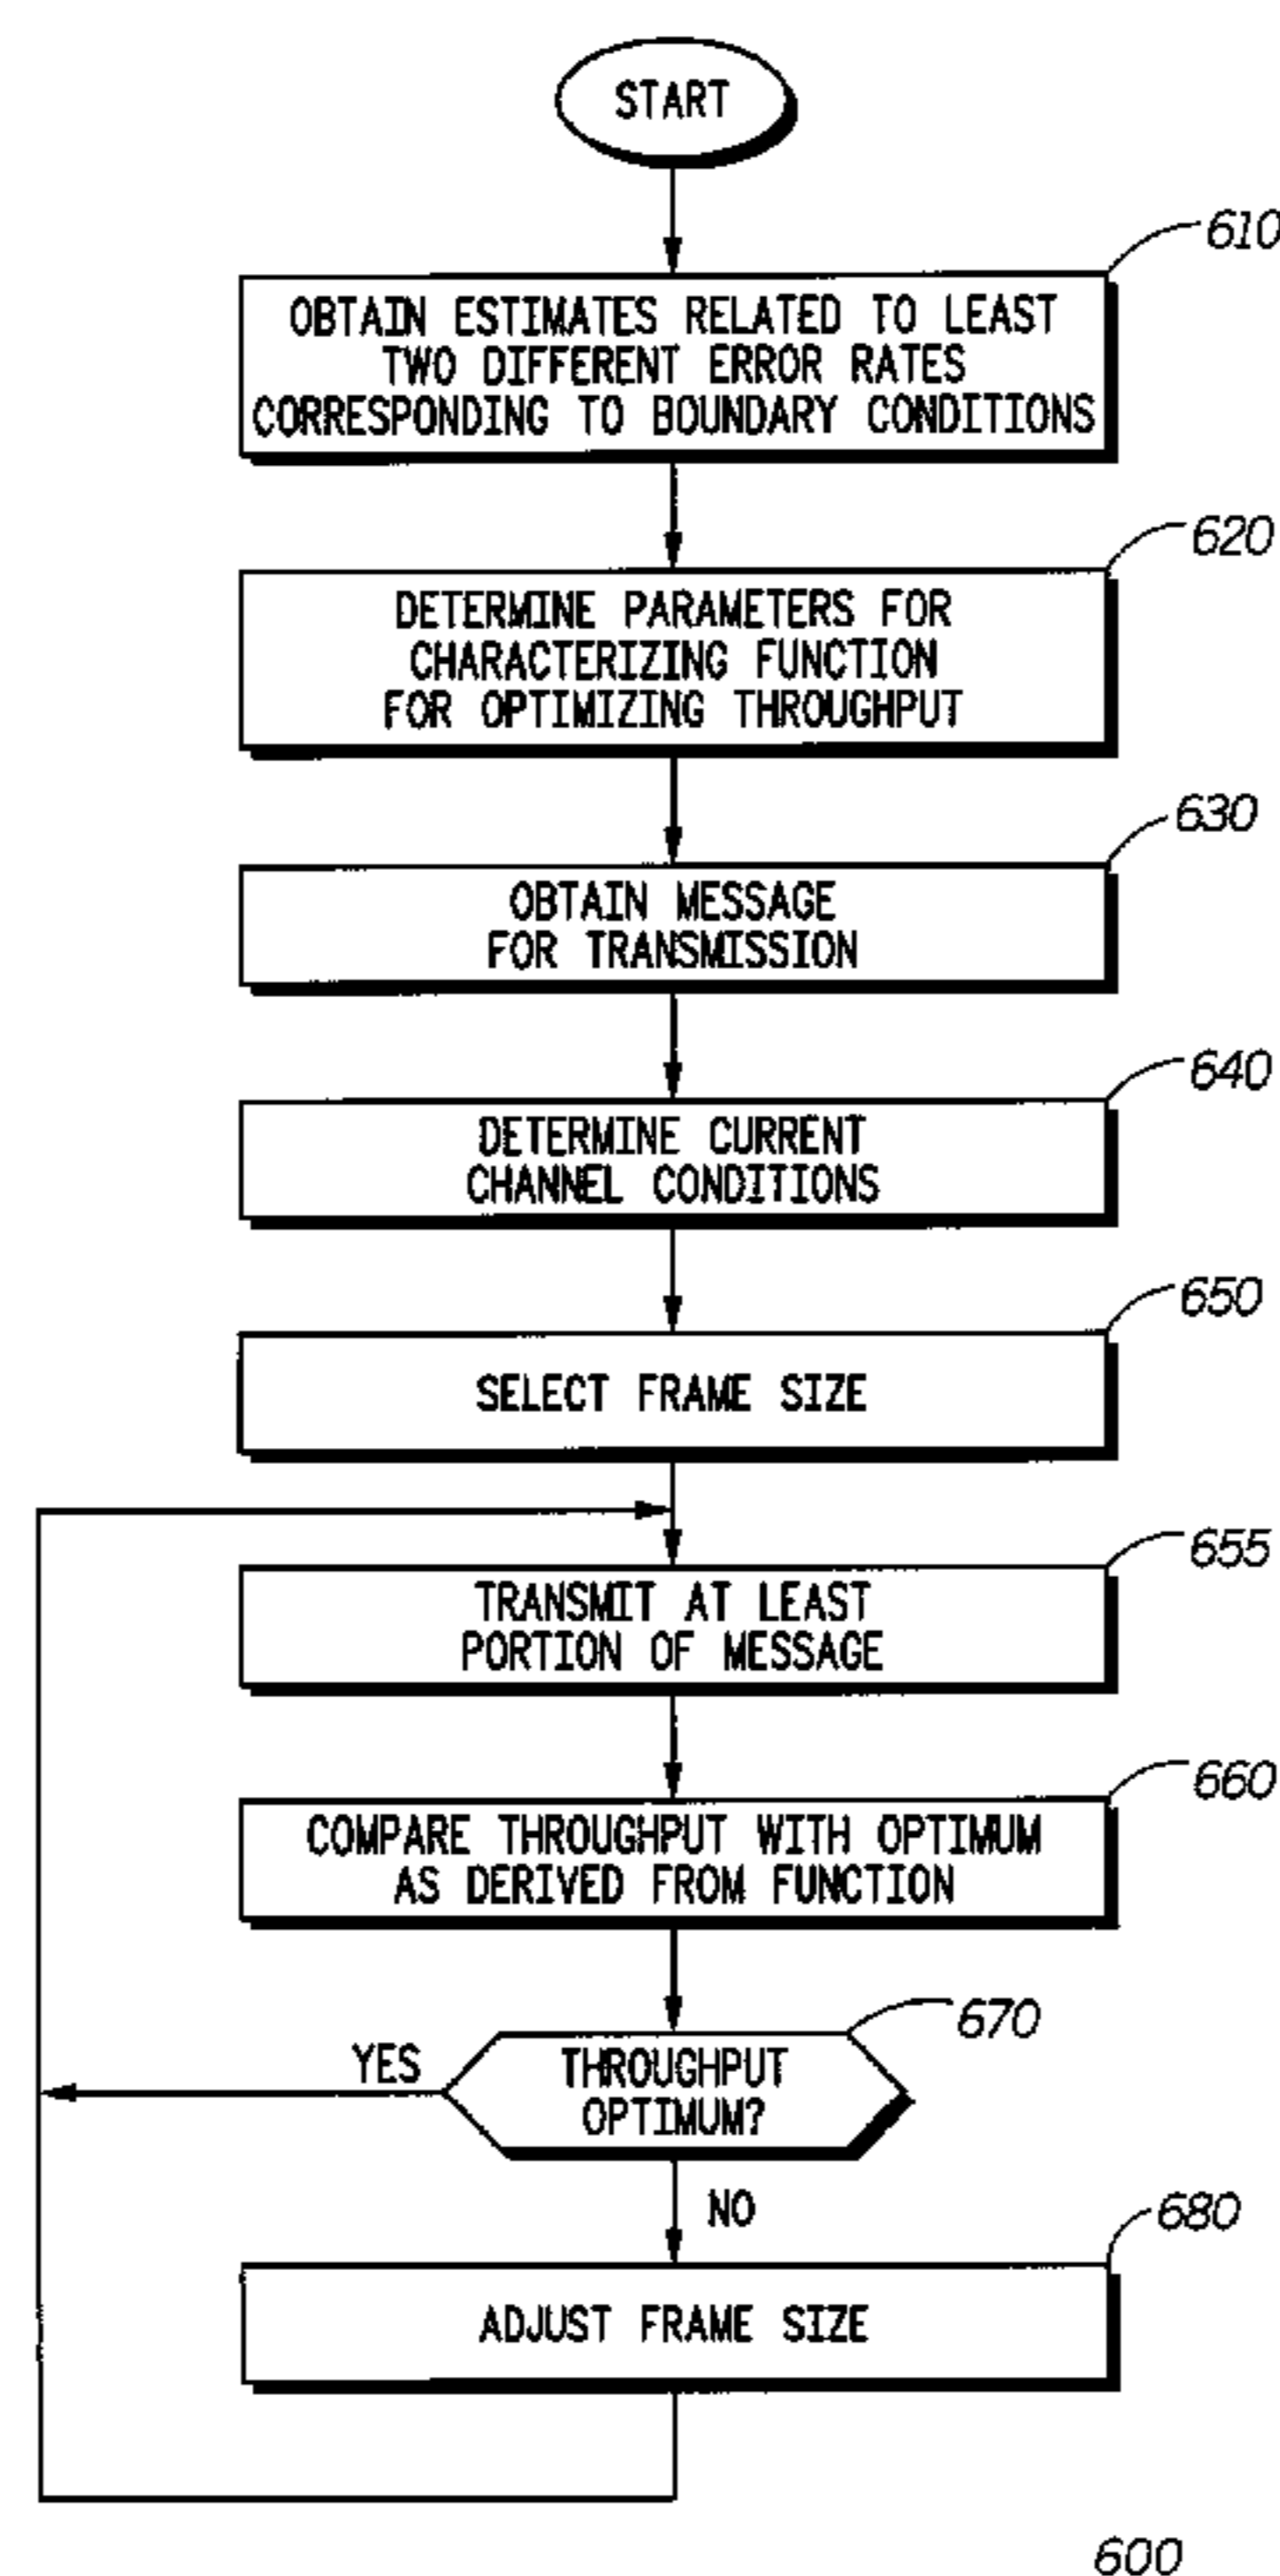 START
610
OBTAIN ESTIMATES RELATED TO LEAST
TWO DIFFERENT ERROR RATES
CORRESPONDING TO BOUNDARY CONDITIONS
620
DETERMINE PARAMETERS FOR
CHARACTERIZING FUNCTION
FOR OPTIMIZING THROUGHPUT
630
OBTAIN MESSAGE
FOR TRANSMISSION
640
DETERMINE CURRENT
CHANNEL CONDITIONS
650
SELECT FRAME SIZE
655
TRANSMIT AT LEAST
PORTION OF MESSAGE
660
COMPARE THROUGHPUT WITH OPTIMUM
AS DERIVED FROM FUNCTION
670
YES
THROUGHPUT
OPTIMUM?
NO
680
ADJUST FRAME SIZE
600